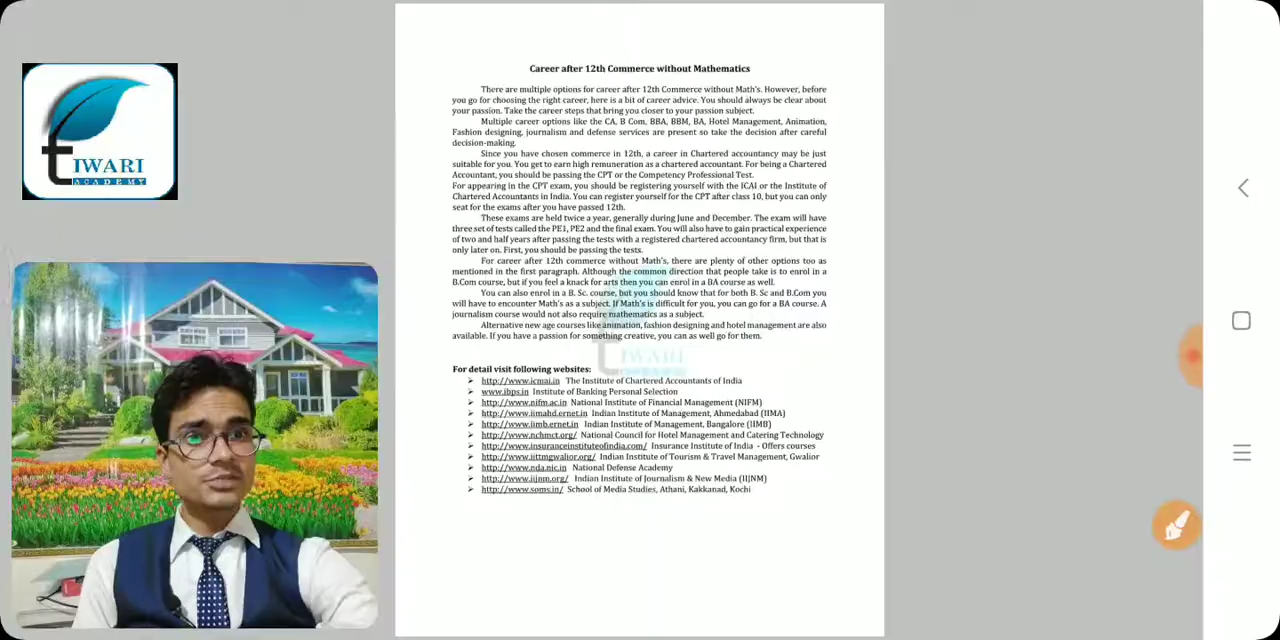 tIWARI
ACADEMY
Career after 12th Commerce without Mathematics
There are multiple options for career after 12th Commerce without Math's. However, before
you go for choosing the right career, here is a bit of career advice. You should always be clear about
your passion. Take the career steps that bring you closer to your passion subject.
Multiple career options like the CA, B Com, BBA, BBM, BA, Hotel Management, Animation,
Fashion designing, journalism and defense services are present so take the decision after careful
decision-making.
Since you have chosen commerce in 12th, a career in Chartered accountancy may be just
suitable for you. You get to earn high remuneration as a chartered accountant. For being a Chartered
Accountant, you should be passing the CPT or the Competency Professional Test.
For appearing in the CPT exam, you should be registering yourself with the ICAI or the Institute of
Chartered Accountants in India. You can register yourself for the CPT after class 10, but you can only
seat for the exams after you have passed 12th.
These exams are held twice a year, generally during June and December. The exam will have
three set of tests called the PE1, PE2 and the final exam. You will also have to gain practical experience
of two and half years after passing the tests with a registered chartered accountancy firm, but that is
only later on. First, you should be passing the tests.
For career after 12th commerce without Math's, there are plenty of other options too as
mentioned in the first paragraph. Although the common direction that people take is to enrol in a
B.Com course, but if you feel a knack for arts then you can enrol in a BA course as well.
You can also enrol in a B. Sc. course, but you should know that for both B. Sc and B.Com you
will have to encounter Math's as a subject. If Math's is difficult for you, you can go for a BA course. A
journalism course would not also require mathematics as a subject.
Alternative new age courses like animation, fashion designing and hotel management are also
available. If you have a passion for something creative, you can as well go for them.
tIWARI
For detail visit following websites:
➢ http://www.icmai.in The Institute of Chartered Accountants of India
➢ www.ibps.in Institute of Banking Personal Selection
➢ http://www.nifm.ac.in National Institute of Financial Management (NIFM)
➢ http://www.iimahd.ernet.in Indian Institute of Management, Ahmedabad (IIMA)
➢ http://www.iimb.ernet.in Indian Institute of Management, Bangalore (IIMB)
➢ http://www.nchmct.org/ National Council for Hotel Management and Catering Technology
➢ http://www.insuranceinstituteofindia.com/ Insurance Institute of India - Offers courses
➢ http://www.iittmgwalior.org/ Indian Institute of Tourism & Travel Management, Gwalior
➢ http://www.nda.nic.in National Defense Academy
➢ http://www.iijnm.org/ Indian Institute of Journalism & New Media (IIJNM)
➢ http://www.soms.in/ School of Media Studies, Athani, Kakkanad, Kochi